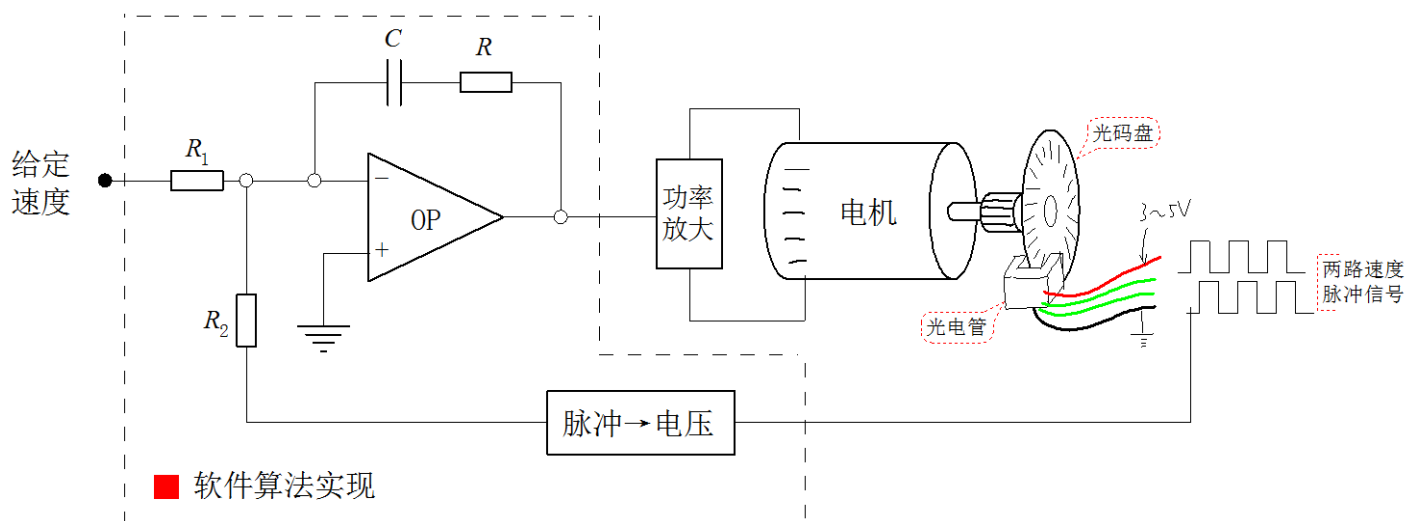 C
R
给定
速度
R₁
−
+
OP
R₂
功率
放大
电机
光码盘
3~5V
两路速度
脉冲信号
光电管
脉冲→电压
软件算法实现